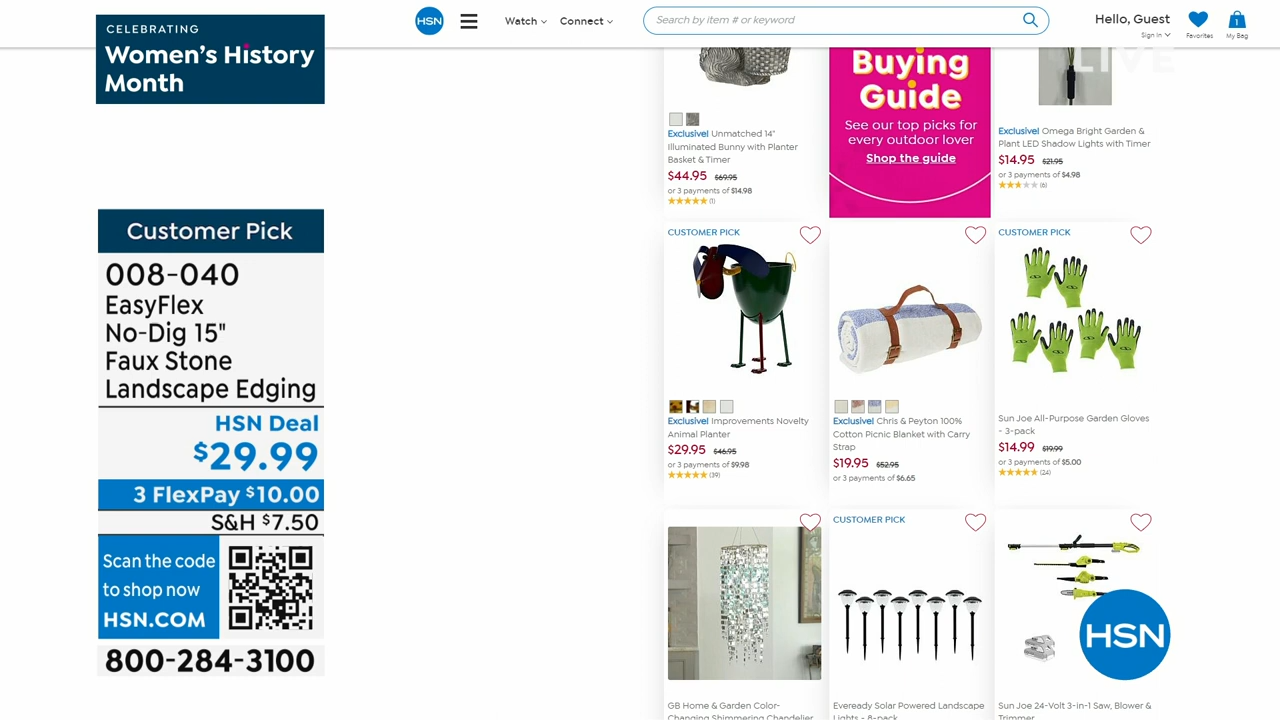 CELEBRATING
Women's History
Month
Customer Pick
008-040
EasyFlex
No-Dig 15"
Faux Stone
Landscape Edging
HSN Deal
$29.99
3 FlexPay $10.00
S&H $7.50
Scan the code
to shop now
HSN.COM
800-284-3100
HSN
Watch
Connect
Search by item # or keyword
Hello, Guest
Sign in
Favorites
1
My Bag
LIVE
Exclusive! Unmatched 14"
Illuminated Bunny with Planter
Basket & Timer
$44.95 $69.95
or 3 payments of $14.98
(1)
Buying
Guide
See our top picks for
every outdoor lover
Shop the guide
Exclusive! Omega Bright Garden &
Plant LED Shadow Lights with Timer
$14.95 $21.95
or 3 payments of $4.98
(6)
CUSTOMER PICK
Exclusive! Improvements Novelty
Animal Planter
$29.95 $46.95
or 3 payments of $9.98
(39)
Exclusive! Chris & Peyton 100%
Cotton Picnic Blanket with Carry
Strap
$19.95 $52.95
or 3 payments of $6.65
CUSTOMER PICK
Sun Joe All-Purpose Garden Gloves
- 3-pack
$14.99 $19.99
or 3 payments of $5.00
(24)
GB Home & Garden Color-
Changing Shimmering Chandelier
CUSTOMER PICK
Eveready Solar Powered Landscape
Lights - 8-pack
Sun Joe 24-Volt 3-in-1 Saw, Blower &
Trimmer
HSN